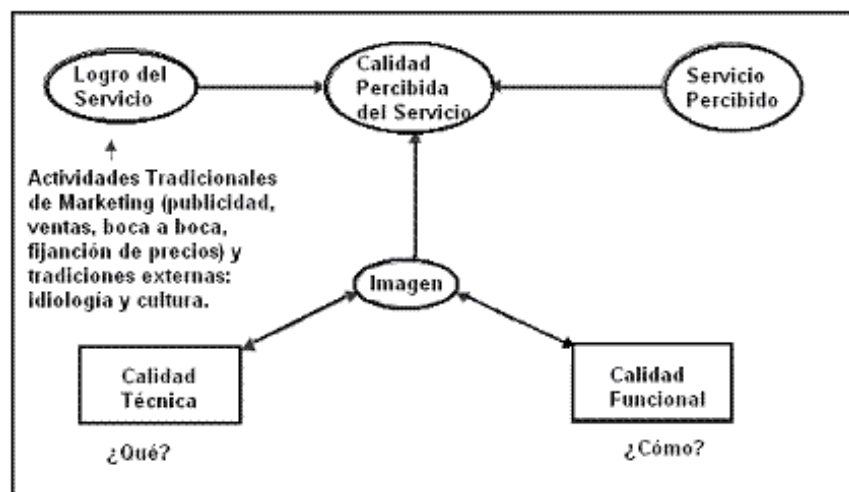 Logro del
Servicio
Calidad
Percibida
del Servicio
Servicio
Percibido
Actividades Tradicionales
de Marketing (publicidad,
ventas, boca a boca,
fijanción de precios) y
tradiciones externas:
idiología y cultura.
Imagen
Calidad
Técnica
Calidad
Funcional
¿Qué?
¿Cómo?